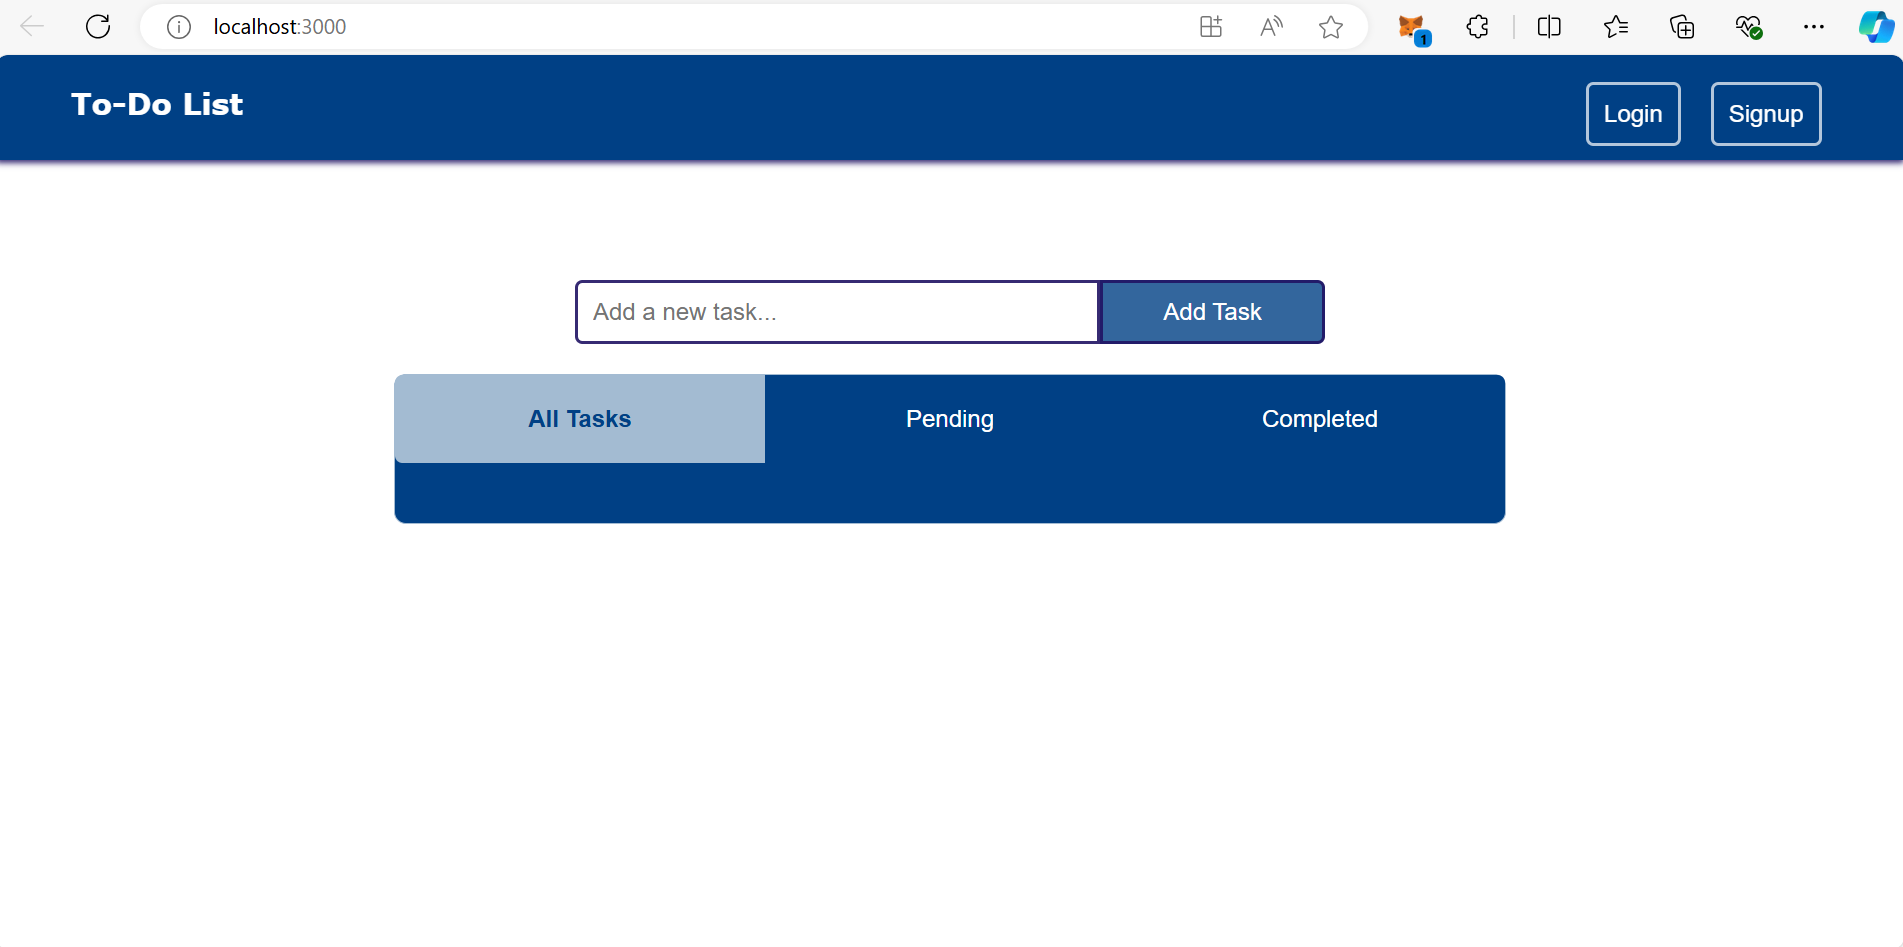 localhost:3000
1
To-Do List
Login
Signup
Add a new task...
Add Task
All Tasks
Pending
Completed